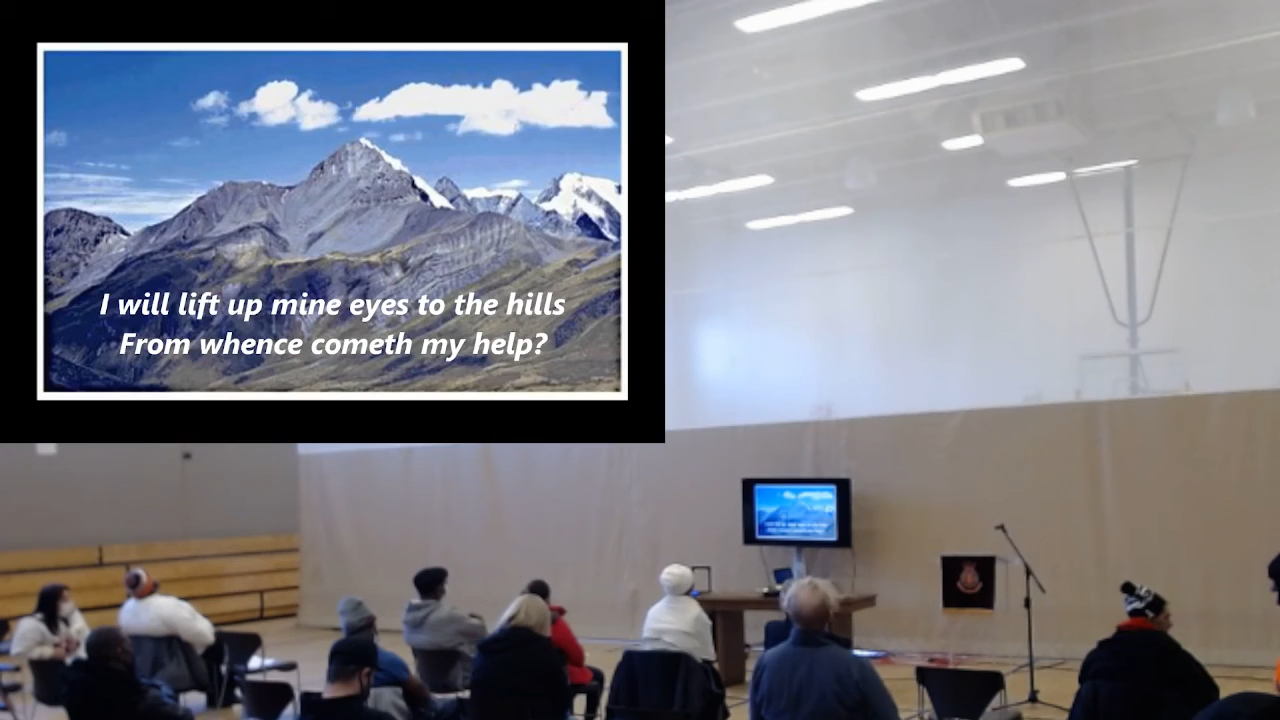 I will lift up mine eyes to the hills
From whence cometh my help?